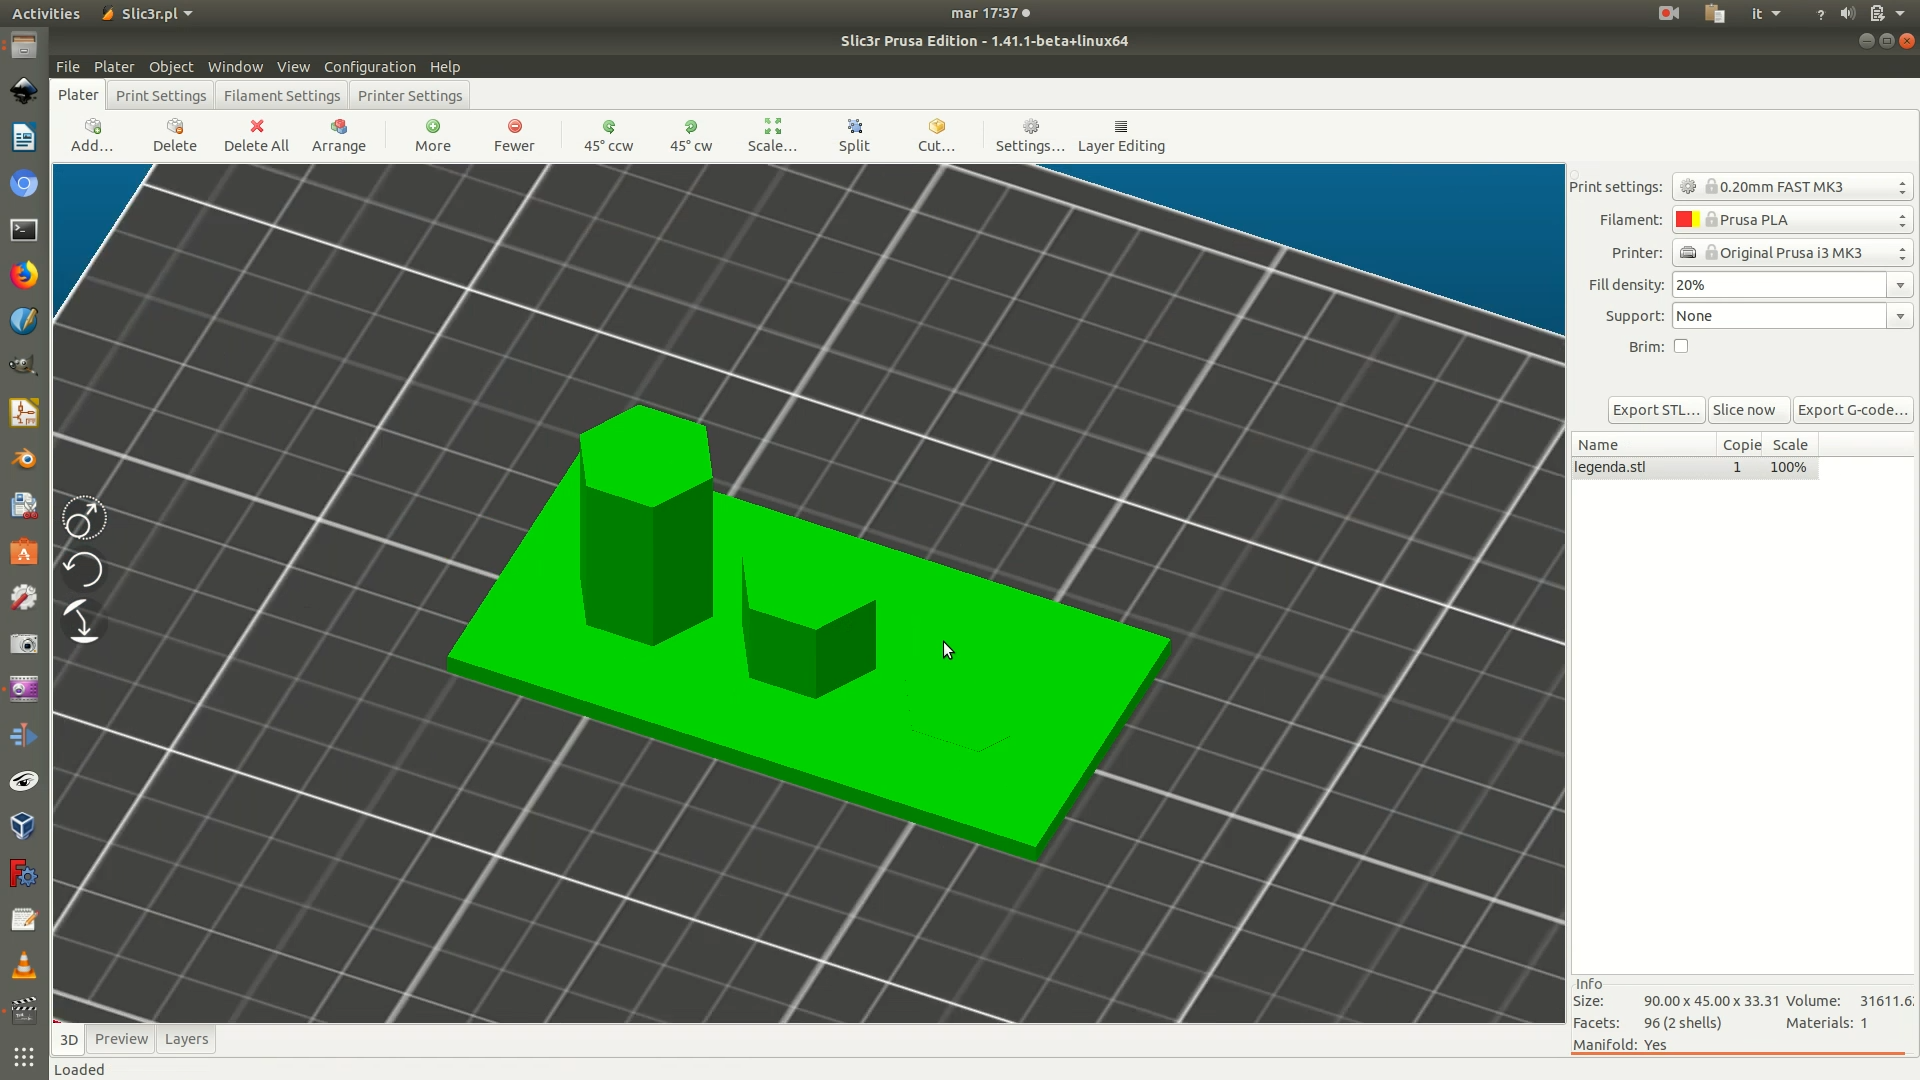 Activities Slic3r.pl mar 17:37 it ?
Slic3r Prusa Edition - 1.41.1-beta+linux64
File Plater Object Window View Configuration Help
Plater Print Settings Filament Settings Printer Settings
Add... Delete Delete All Arrange More Fewer 45° ccw 45° cw Scale... Split Cut... Settings... Layer Editing
Print settings: 0.20mm FAST MK3
Filament: Prusa PLA
Printer: Original Prusa i3 MK3
Fill density: 20%
Support: None
Brim:
Export STL... Slice now Export G-code...
Name Copie Scale
legenda.stl 1 100%
Info
Size: 90.00 x 45.00 x 33.31 Volume: 31611.6
Facets: 96 (2 shells) Materials: 1
Manifold: Yes
3D Preview Layers
Loaded